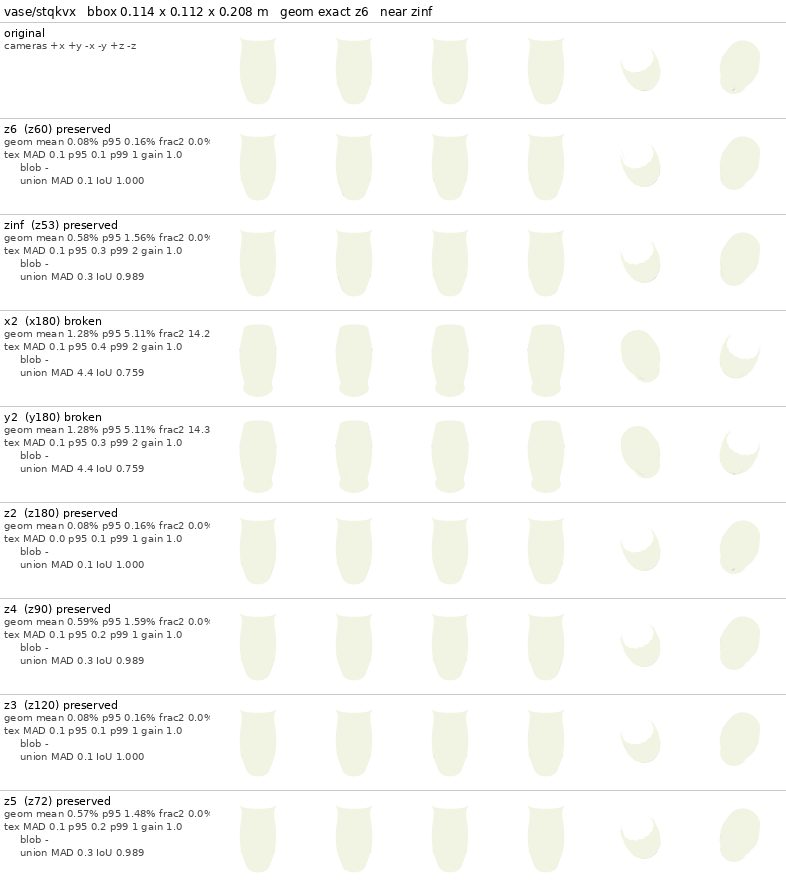 vase/stqkvx bbox 0.114 x 0.112 x 0.208 m geom exact z6 near zinf
original
cameras +x +y -x -y +z -z
z6 (z60) preserved
geom mean 0.08% p95 0.16% frac2 0.0%
tex MAD 0.1 p95 0.1 p99 1 gain 1.0
blob -
union MAD 0.1 IoU 1.000
zinf (z53) preserved
geom mean 0.58% p95 1.56% frac2 0.0%
tex MAD 0.1 p95 0.3 p99 2 gain 1.0
blob -
union MAD 0.3 IoU 0.989
x2 (x180) broken
geom mean 1.28% p95 5.11% frac2 14.2
tex MAD 0.1 p95 0.4 p99 2 gain 1.0
blob -
union MAD 4.4 IoU 0.759
y2 (y180) broken
geom mean 1.28% p95 5.11% frac2 14.3
tex MAD 0.1 p95 0.3 p99 2 gain 1.0
blob -
union MAD 4.4 IoU 0.759
z2 (z180) preserved
geom mean 0.08% p95 0.16% frac2 0.0%
tex MAD 0.0 p95 0.1 p99 1 gain 1.0
blob -
union MAD 0.1 IoU 1.000
z4 (z90) preserved
geom mean 0.59% p95 1.59% frac2 0.0%
tex MAD 0.1 p95 0.2 p99 1 gain 1.0
blob -
union MAD 0.3 IoU 0.989
z3 (z120) preserved
geom mean 0.08% p95 0.16% frac2 0.0%
tex MAD 0.1 p95 0.1 p99 1 gain 1.0
blob -
union MAD 0.1 IoU 1.000
z5 (z72) preserved
geom mean 0.57% p95 1.48% frac2 0.0%
tex MAD 0.1 p95 0.2 p99 1 gain 1.0
blob -
union MAD 0.3 IoU 0.989